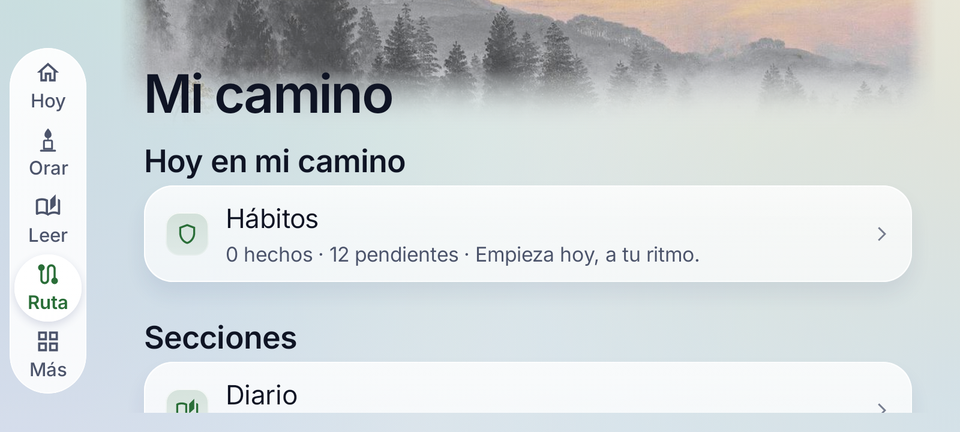 Mi camino
Hoy
Orar
Leer
Ruta
Más
Hoy en mi camino
Hábitos
0 hechos · 12 pendientes · Empieza hoy, a tu ritmo.
Secciones
Diario